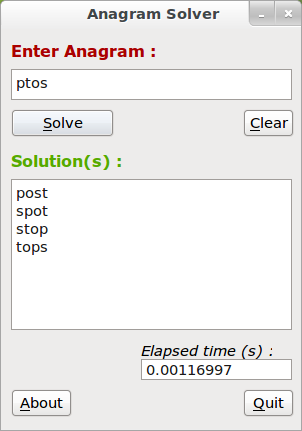 Anagram Solver
Enter Anagram :
ptos
Solve Clear
Solution(s) :
post
spot
stop
tops
Elapsed time (s) :
0.00116997
About Quit